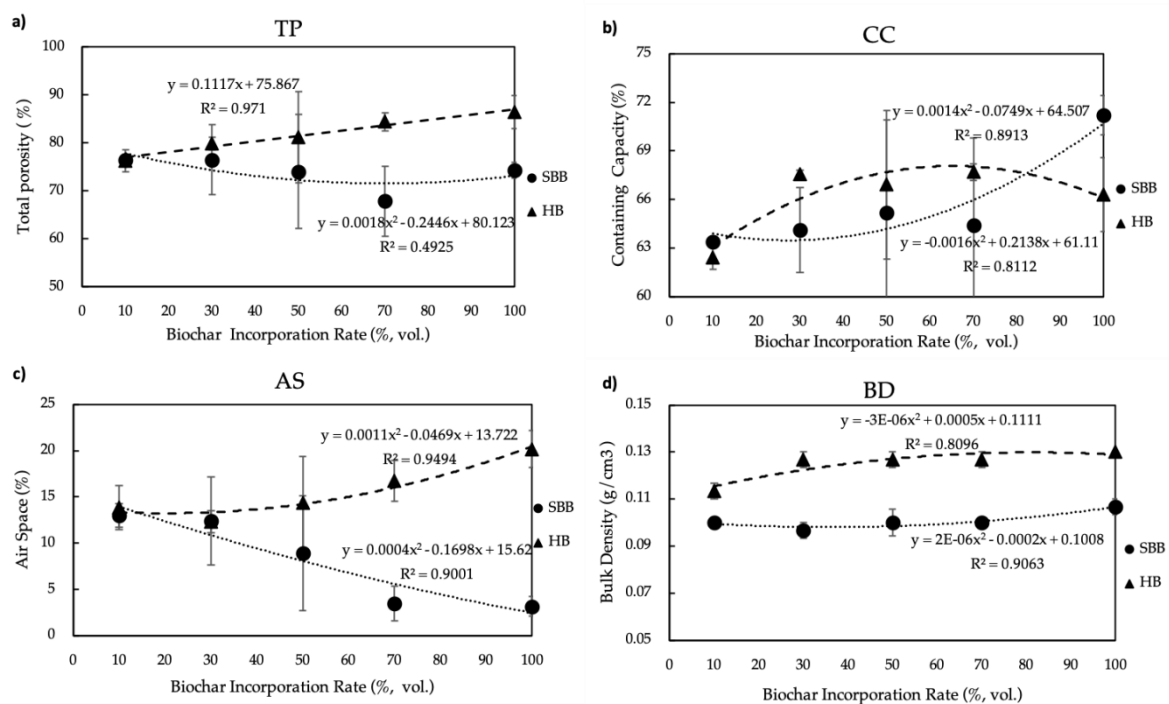 a)
TP
100
90
80
70
60
50
Total porosity ( %)
y = 0.1117x + 75.867
R² = 0.971
y = 0.0018x² - 0.2446x + 80.123
R² = 0.4925
SBB
HB
0 10 20 30 40 50 60 70 80 90 100
Biochar Incorporation Rate (%, vol.)
b)
CC
75
72
69
66
63
60
Containing Capacity (%)
y = 0.0014x² - 0.0749x + 64.507
R² = 0.8913
y = -0.0016x² + 0.2138x + 61.11
R² = 0.8112
SBB
HB
0 10 20 30 40 50 60 70 80 90 100
Biochar Incorporation Rate (%, vol.)
c)
AS
25
20
15
10
5
0
Air Space (%)
y = 0.0011x² - 0.0469x + 13.722
R² = 0.9494
y = 0.0004x² - 0.1698x + 15.62
R² = 0.9001
SBB
HB
0 10 20 30 40 50 60 70 80 90 100
Biochar Incorporation Rate (%, vol.)
d)
BD
0.15
0.13
0.11
0.09
0.07
0.05
Bulk Density (g/cm3)
y = -3E-06x² + 0.0005x + 0.1111
R² = 0.8096
y = 2E-06x² - 0.0002x + 0.1008
R² = 0.9063
SBB
HB
0 10 20 30 40 50 60 70 80 90 100
Biochar Incorporation Rate (%, vol.)